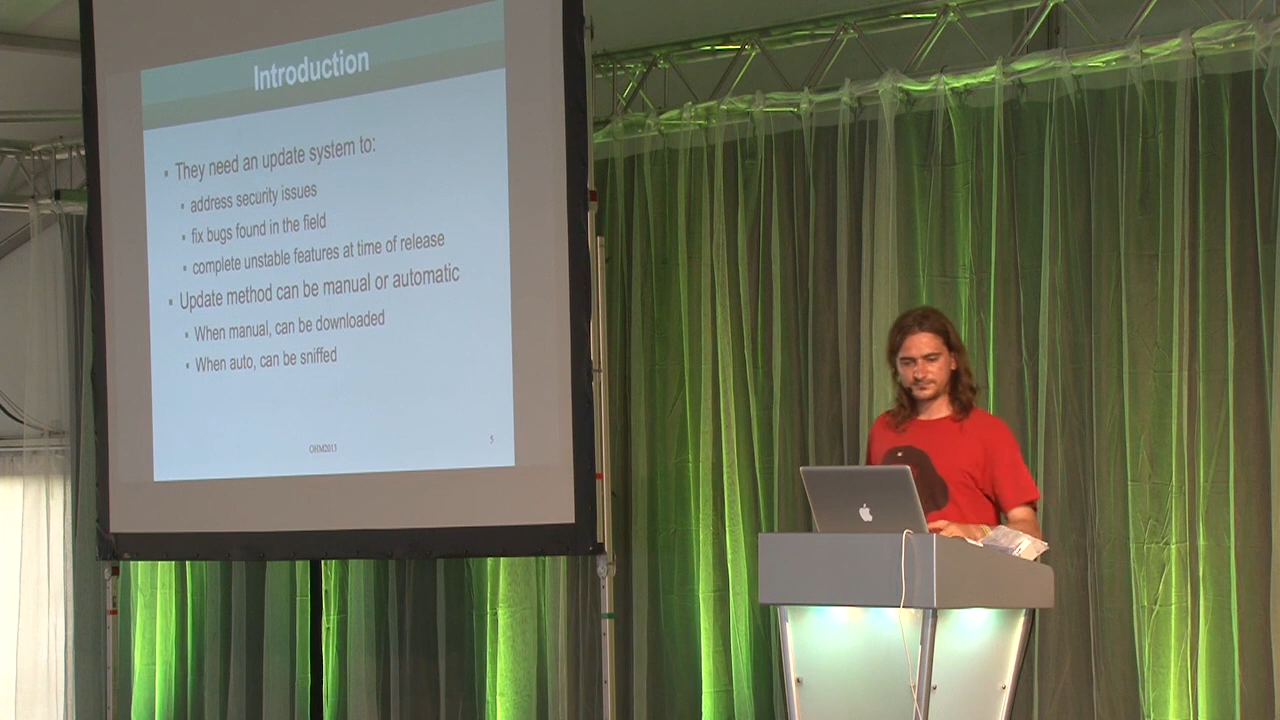 Introduction
▪ They need an update system to:
▪ address security issues
▪ fix bugs found in the field
▪ complete unstable features at time of release
▪ Update method can be manual or automatic
▪ When manual, can be downloaded
▪ When auto, can be sniffed
OHM2013
5